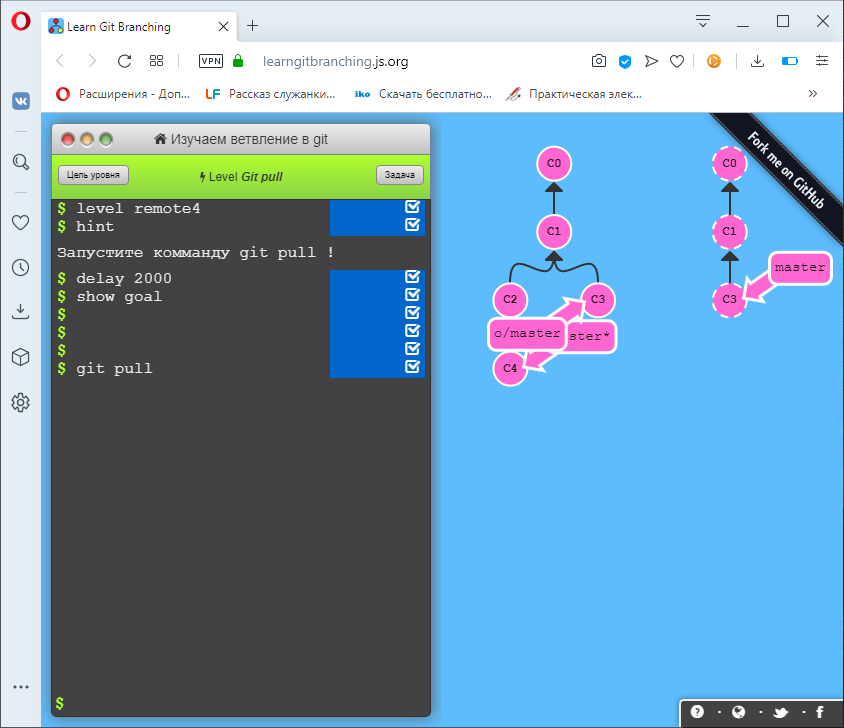 Learn Git Branching
VPN
learngitbranching.js.org
Расширения - Доп...
LF
Рассказ служанки...
iko
Скачать бесплатно...
Практическая элек...
Изучаем ветвление в git
Цель уровня
Level Git pull
Задача
$ level remote4
$ hint
Запустите комманду git pull !
$ delay 2000
$ show goal
$
$
$
$ git pull
$
C0
C1
C2
C3
o/master
ster*
C4
C0
C1
C3
master
Fork me on GitHub